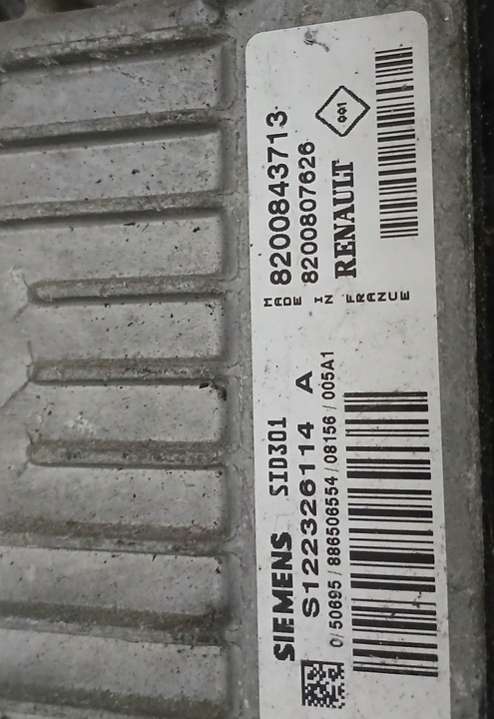 SIEMENS SID301
S122326114 A
0/50695/886506554/08156/005A1
8200843713
8200807626
RENAULT
001
MADE IN FRANCE